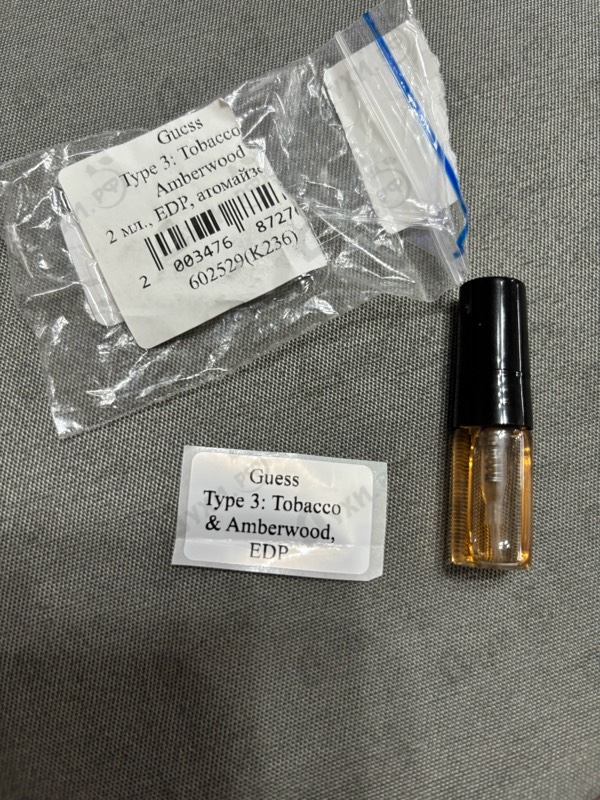 Guess
Type 3: Tobacco
Amberwood
2 мл., EDP, атомайзе
2 003476 8727
602529(K236)
Guess
Type 3: Tobacco
& Amberwood,
EDP